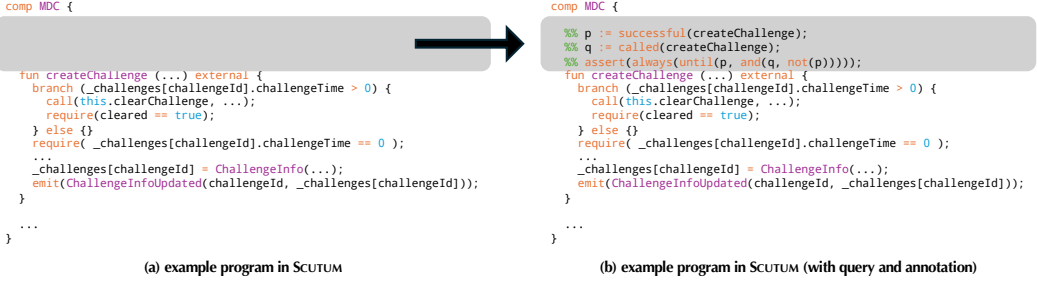 comp MDC {
fun createChallenge (...) external {
branch (_challenges[challengeId].challengeTime > 0) {
call(this.clearChallenge, ...);
require(cleared == true);
} else {}
require( _challenges[challengeId].challengeTime == 0 );
...
_challenges[challengeId] = ChallengeInfo(...);
emit(ChallengeInfoUpdated(challengeId, _challenges[challengeId]));
}
...
}
(a) example program in SCUTUM
comp MDC {
%% p := successful(createChallenge);
%% q := called(createChallenge);
%% assert(always(until(p, and(q, not(p)))));
fun createChallenge (...) external {
branch (_challenges[challengeId].challengeTime > 0) {
call(this.clearChallenge, ...);
require(cleared == true);
} else {}
require( _challenges[challengeId].challengeTime == 0 );
...
_challenges[challengeId] = ChallengeInfo(...);
emit(ChallengeInfoUpdated(challengeId, _challenges[challengeId]));
}
...
}
(b) example program in SCUTUM (with query and annotation)